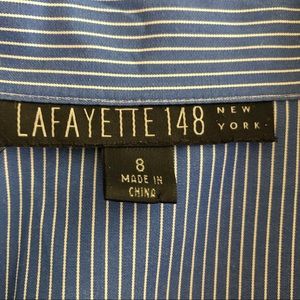 LAFAYETTE 148 NEW YORK.
8
MADE IN
CHINA